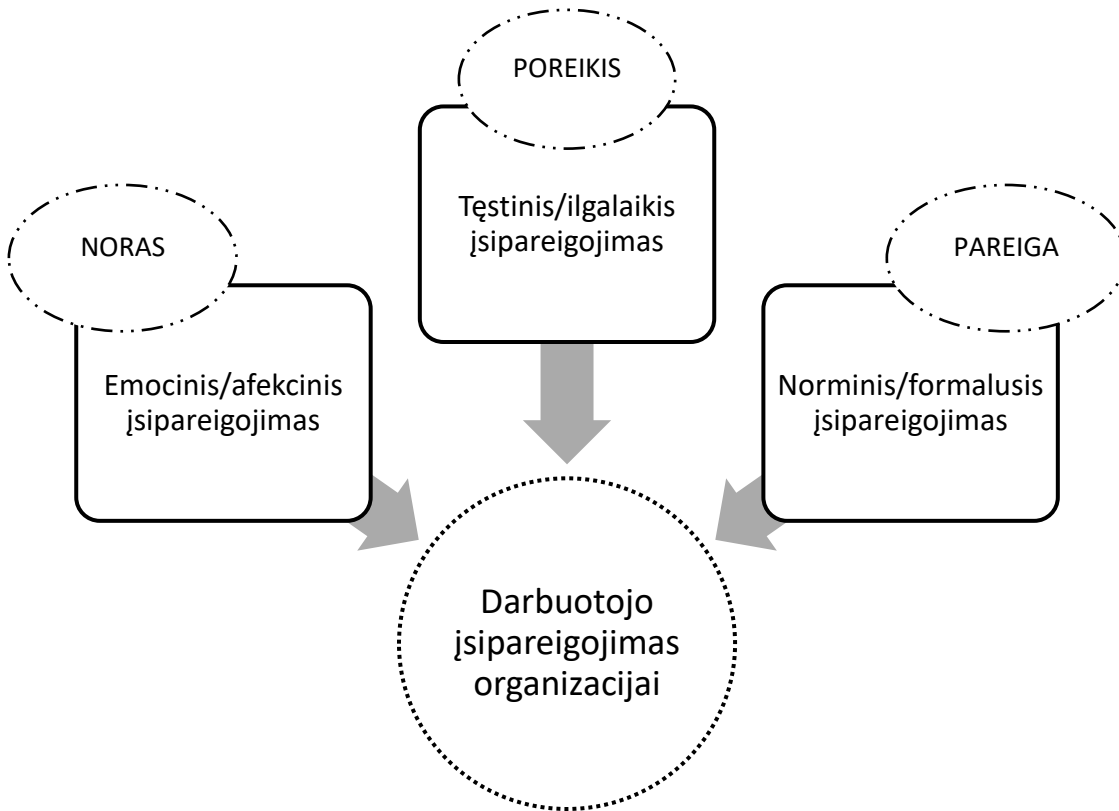 POREIKIS
Tęstinis/ilgalaikis
įsipareigojimas
NORAS
Emocinis/afekcinis
įsipareigojimas
PAREIGA
Norminis/formalusis
įsipareigojimas
Darbuotojo
įsipareigojimas
organizacijai